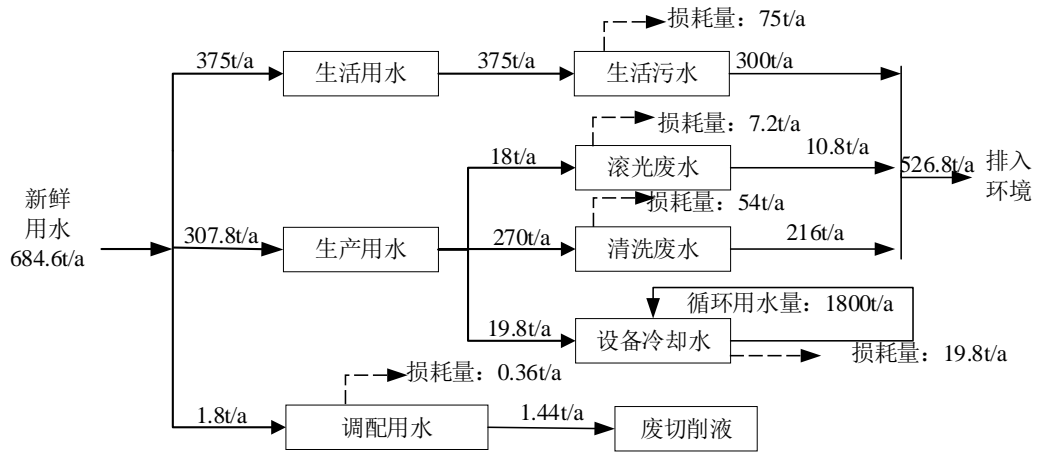 损耗量：75t/a
375t/a
生活用水
375t/a
生活污水
300t/a
损耗量：7.2t/a
18t/a
滚光废水
10.8t/a
526.8t/a
排入
环境
新鲜
用水
684.6t/a
307.8t/a
生产用水
损耗量：54t/a
270t/a
清洗废水
216t/a
循环用水量：1800t/a
19.8t/a
设备冷却水
损耗量：19.8t/a
损耗量：0.36t/a
1.8t/a
调配用水
1.44t/a
废切削液